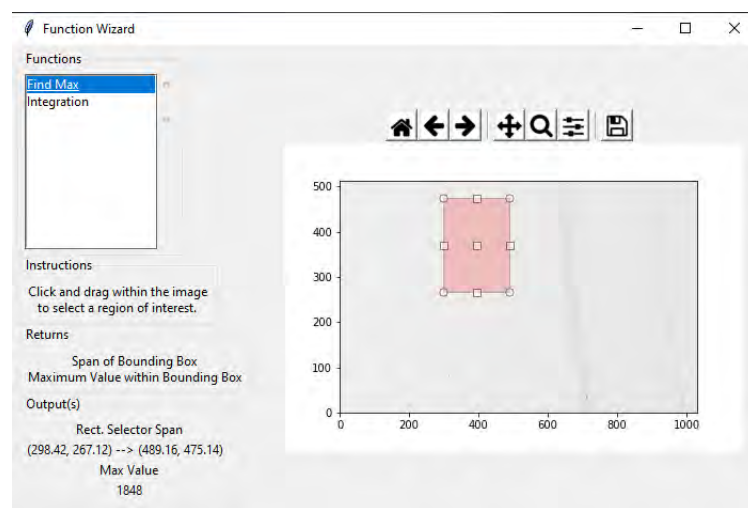 Function Wizard
Functions
Find Max
Integration
Instructions
Click and drag within the image
to select a region of interest.
Returns
Span of Bounding Box
Maximum Value within Bounding Box
Output(s)
Rect. Selector Span
(298.42, 267.12) --> (489.16, 475.14)
Max Value
1848
500
400
300
200
100
0
0 200 400 600 800 1000